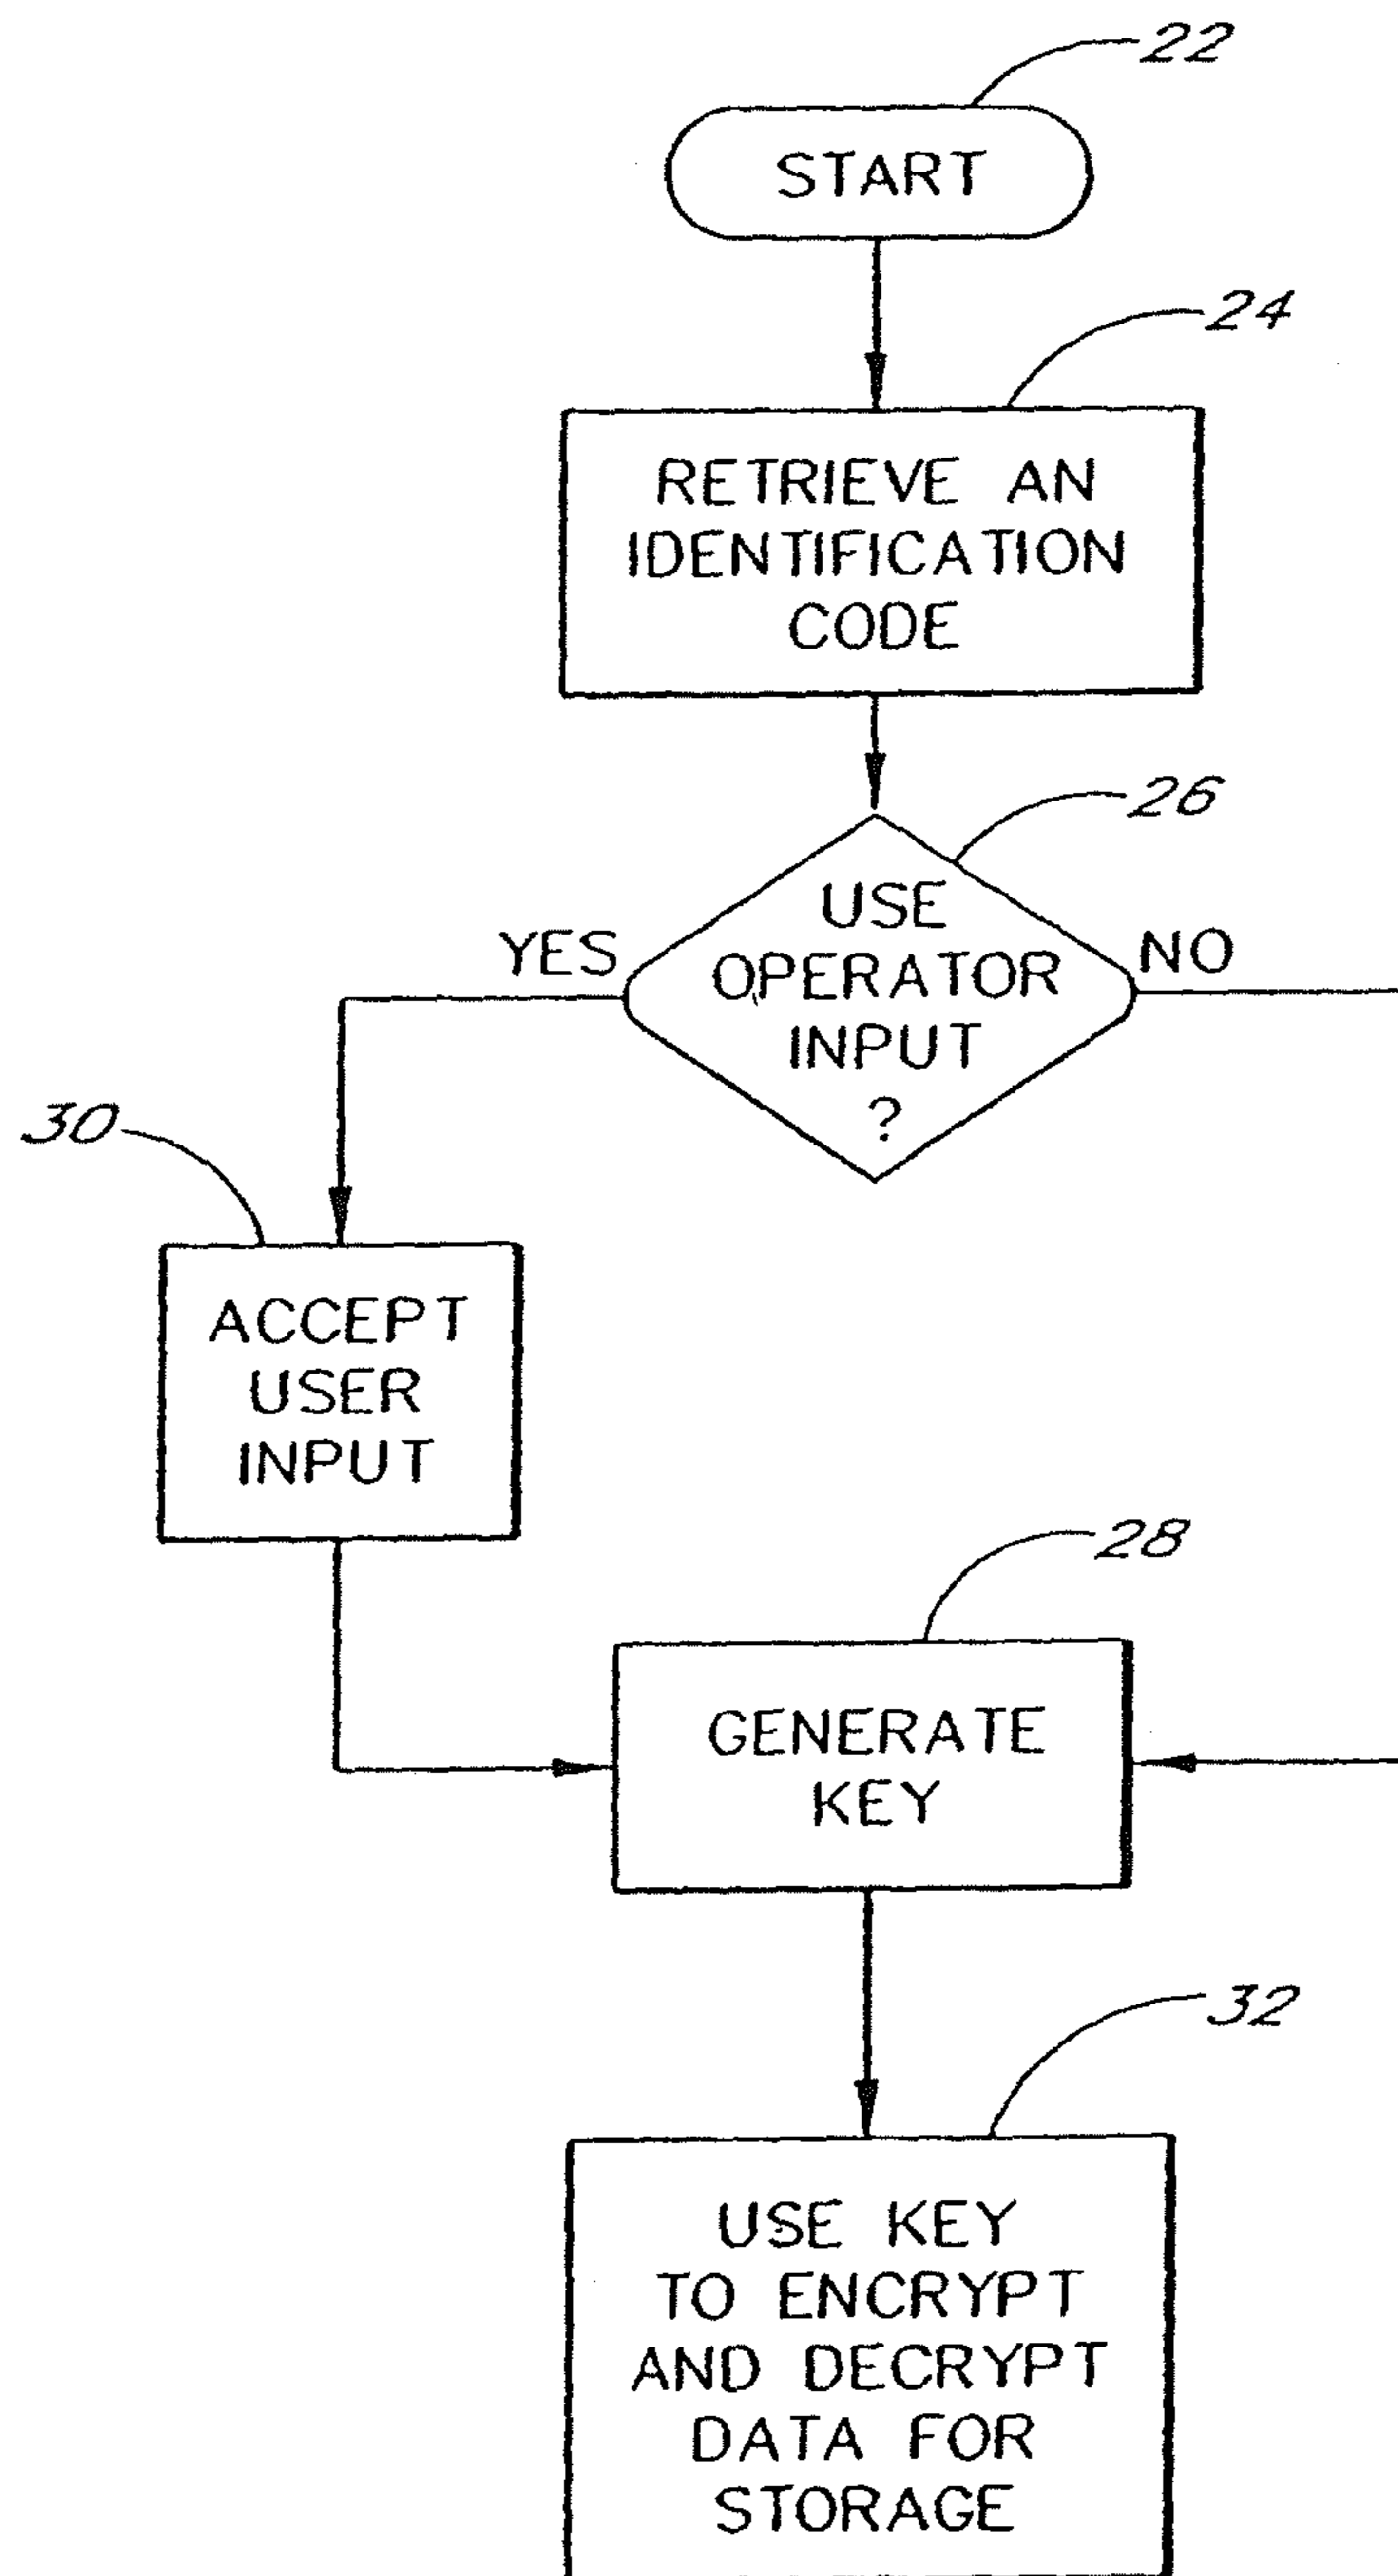 22
START
24
RETRIEVE AN
IDENTIFICATION
CODE
26
USE
OPERATOR
INPUT
?
YES
NO
30
ACCEPT
USER
INPUT
28
GENERATE
KEY
32
USE KEY
TO ENCRYPT
AND DECRYPT
DATA FOR
STORAGE